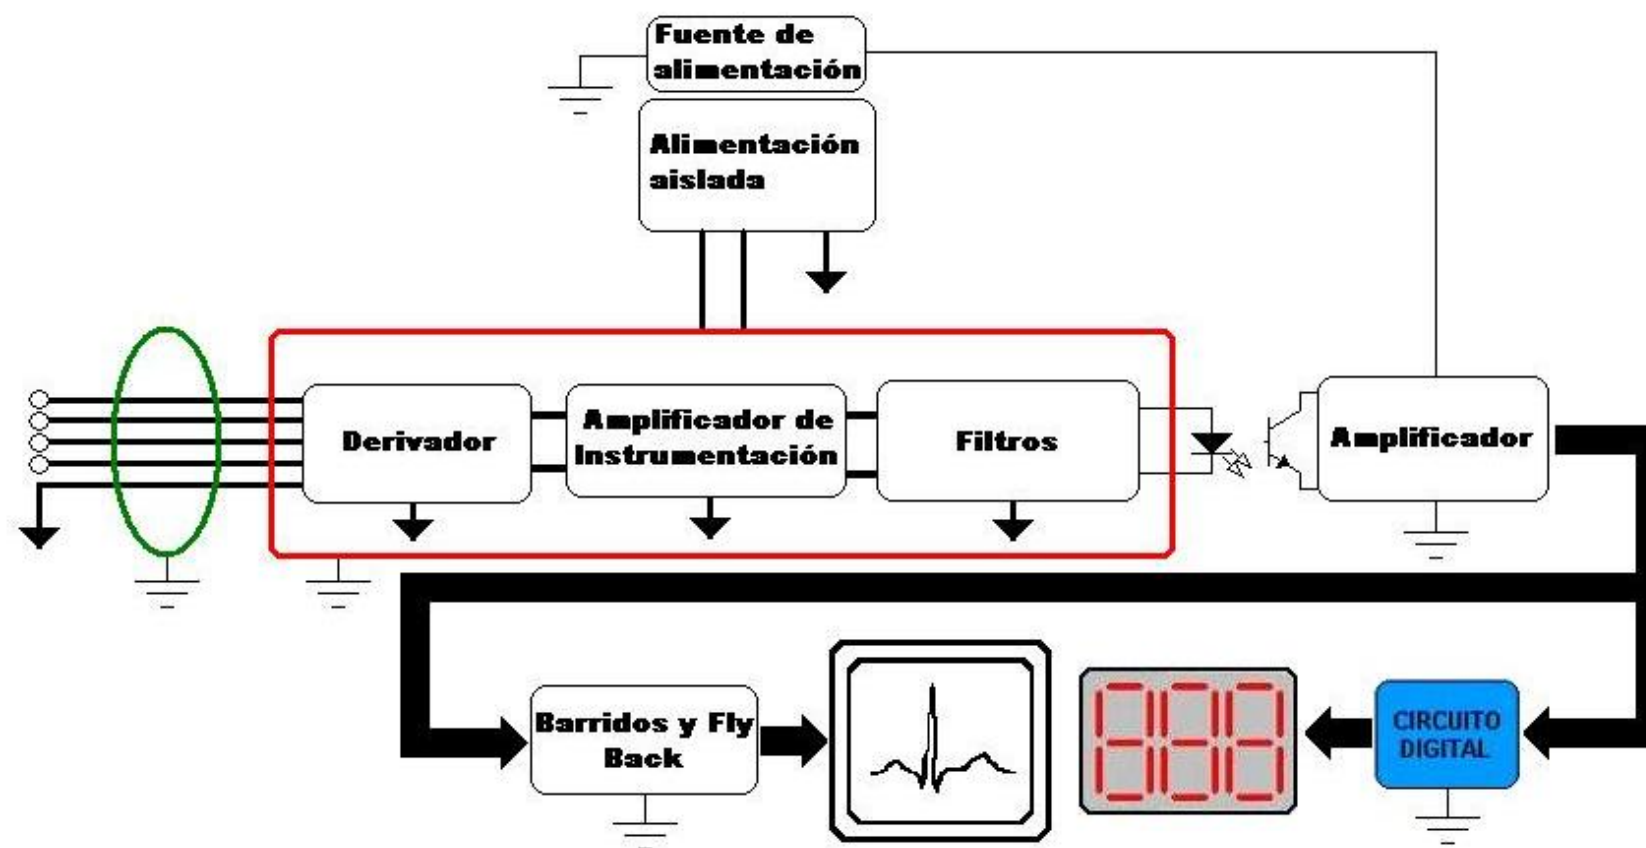 Fuente de
alimentación
Alimentación
aislada
Derivador
Amplificador de
Instrumentación
Filtros
Amplificador
Barridos y Fly
Back
CIRCUITO
DIGITAL